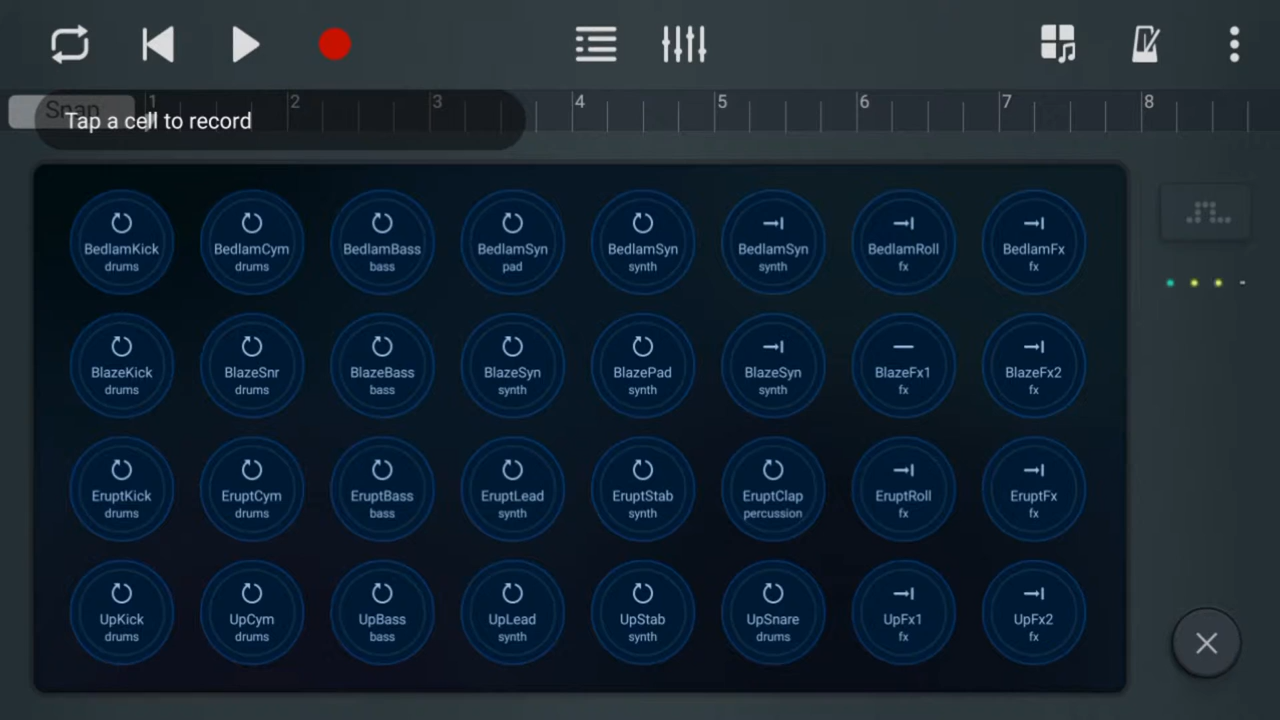 Snap
1 2 3 4 5 6 7 8
Tap a cell to record
BedlamKick BedlamCym BedlamBass BedlamSyn BedlamSyn BedlamSyn BedlamRoll BedlamFx
drums drums bass pad synth synth fx fx
BlazeKick BlazeSnr BlazeBass BlazeSyn BlazePad BlazeSyn BlazeFx1 BlazeFx2
drums drums bass synth synth synth fx fx
EruptKick EruptCym EruptBass EruptLead EruptStab EruptClap EruptRoll EruptFx
drums drums bass synth synth percussion fx fx
UpKick UpCym UpBass UpLead UpStab UpSnare UpFx1 UpFx2
drums drums bass synth synth drums fx fx